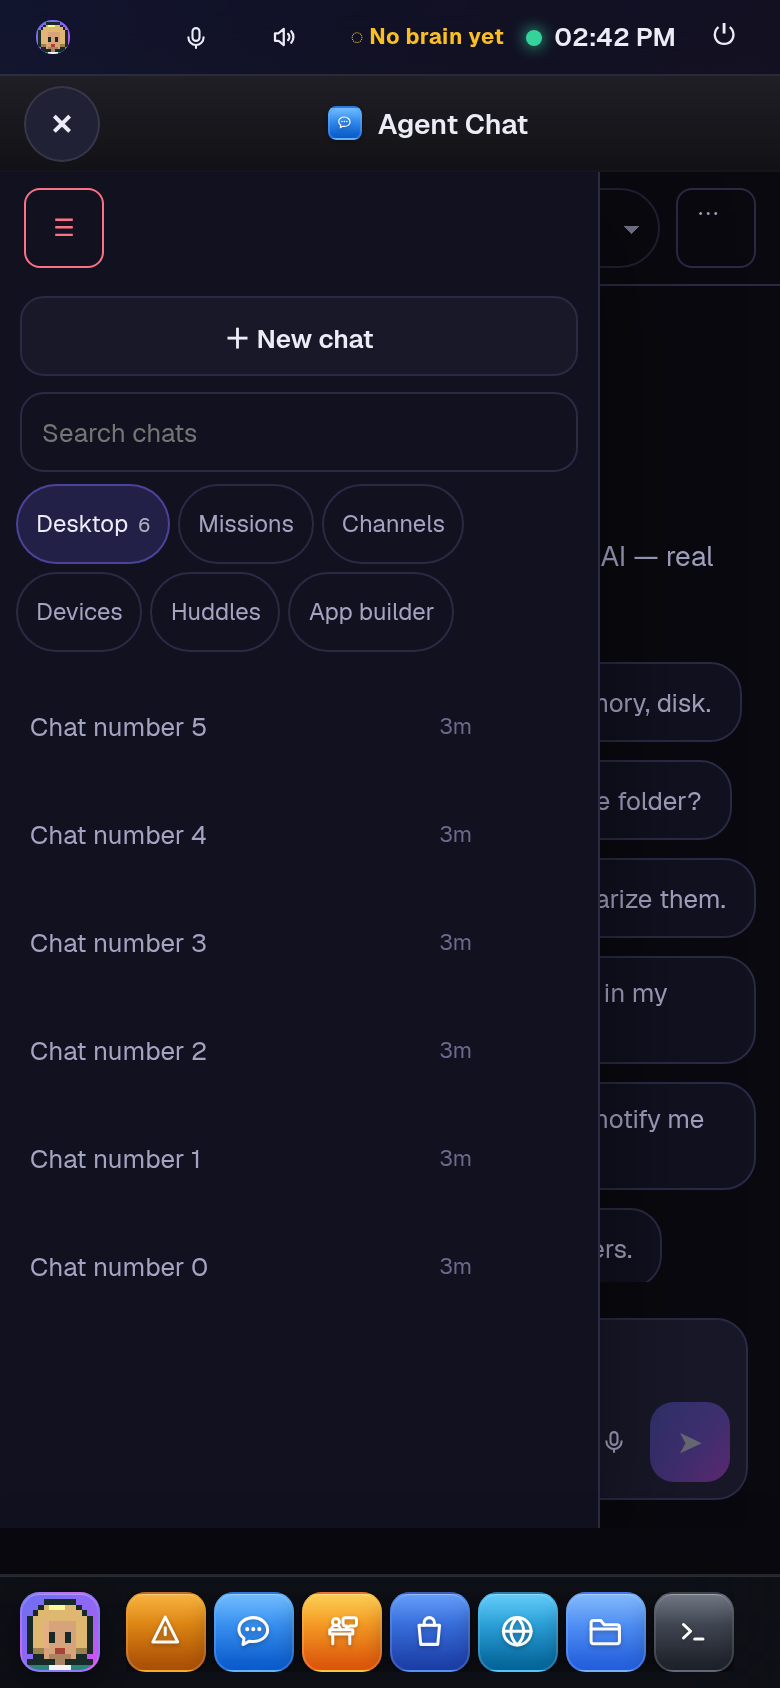 No brain yet 02:42 PM
Agent Chat
+ New chat
Search chats
Desktop 6 Missions Channels
Devices Huddles App builder
AI — real
Chat number 5 3m
nory, disk.
e folder?
Chat number 4 3m
arize them.
Chat number 3 3m
in my
Chat number 2 3m
notify me
Chat number 1 3m
ers.
Chat number 0 3m